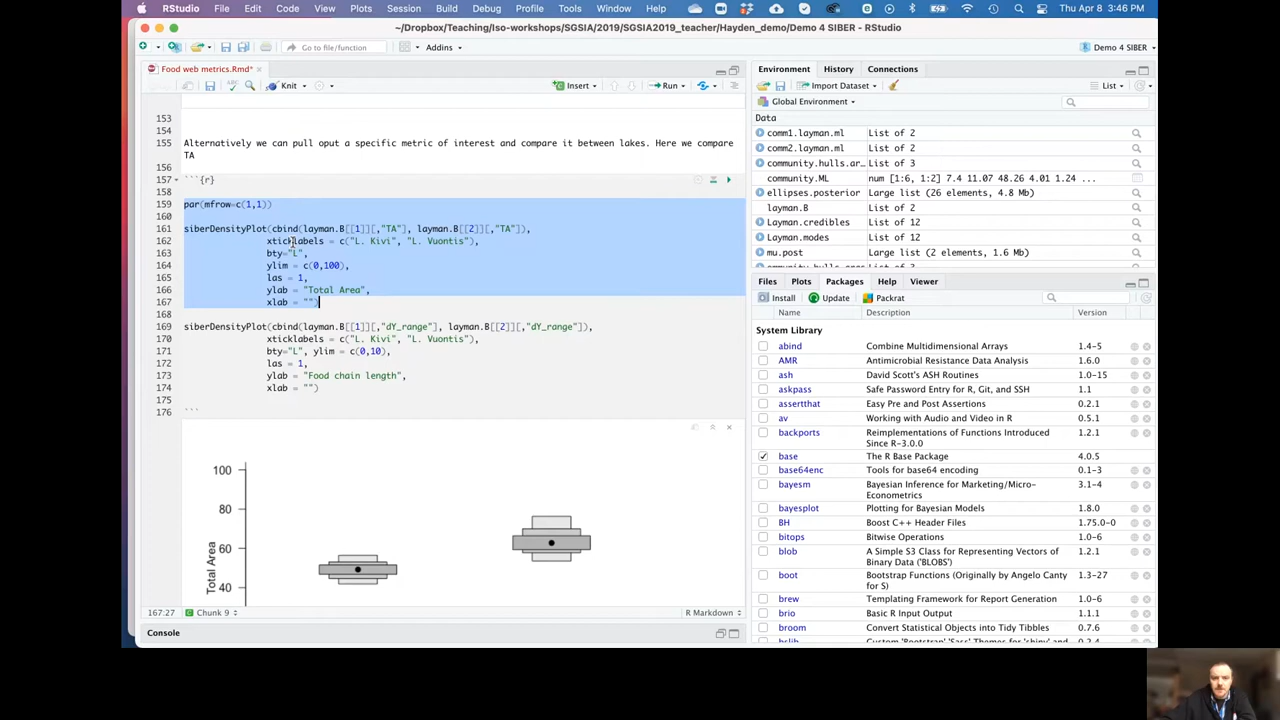 RStudio File Edit Code View Plots Session Build Debug Profile Tools Window Help Thu Apr 8 3:46 PM
~/Dropbox/Teaching/Iso-workshops/SGSIA/2019/SGSIA2019_teacher/Hayden_demo/Demo 4 SIBER - RStudio
Go to file/function Addins Demo 4 SIBER
Food web metrics.Rmd*
Knit Insert Run
153
154
155 Alternatively we can pull oput a specific metric of interest and compare it between lakes. Here we compare
TA
156
157 ```{r}
158
159 par(mfrow=c(1,1))
160
161 siberDensityPlot(cbind(layman.B[[1]][,"TA"], layman.B[[2]][,"TA"]),
162 xticklabels = c("L. Kivi", "L. Vuontis"),
163 bty="L",
164 ylim = c(0,100),
165 las = 1,
166 ylab = "Total Area",
167 xlab = "")
168
169 siberDensityPlot(cbind(layman.B[[1]][,"dY_range"], layman.B[[2]][,"dY_range"]),
170 xticklabels = c("L. Kivi", "L. Vuontis"),
171 bty="L", ylim = c(0,10),
172 las = 1,
173 ylab = "Food chain length",
174 xlab = "")
175
176 ```
100
80
60
40
Total Area
167:27 Chunk 9 R Markdown
Console
Environment History Connections
Import Dataset List
Global Environment
Data
comm1.layman.ml List of 2
comm2.layman.ml List of 2
community.hulls.ar… List of 3
community.ML num [1:6, 1:2] 7.4 11.07 48.26 4.01 1.24 ...
ellipses.posterior Large list (26 elements, 4.8 Mb)
layman.B List of 2
Layman.credibles List of 12
Layman.modes List of 12
mu.post Large list (2 elements, 1.6 Mb)
Files Plots Packages Help Viewer
Install Update Packrat
Name Description Version
System Library
abind Combine Multidimensional Arrays 1.4-5
AMR Antimicrobial Resistance Data Analysis 1.6.0
ash David Scott's ASH Routines 1.0-15
askpass Safe Password Entry for R, Git, and SSH 1.1
assertthat Easy Pre and Post Assertions 0.2.1
av Working with Audio and Video in R 0.5.1
backports Reimplementations of Functions Introduced Since R-3.0.0 1.2.1
base The R Base Package 4.0.5
base64enc Tools for base64 encoding 0.1-3
bayesm Bayesian Inference for Marketing/Micro-Econometrics 3.1-4
bayesplot Plotting for Bayesian Models 1.8.0
BH Boost C++ Header Files 1.75.0-0
bitops Bitwise Operations 1.0-6
blob A Simple S3 Class for Representing Vectors of Binary Data ('BLOBS') 1.2.1
boot Bootstrap Functions (Originally by Angelo Canty for S) 1.3-27
brew Templating Framework for Report Generation 1.0-6
brio Basic R Input Output 1.1.1
broom Convert Statistical Objects into Tidy Tibbles 0.7.6
bslib Custom 'Bootstrap' 'Sass' Themes for 'shiny' and 0.2.4